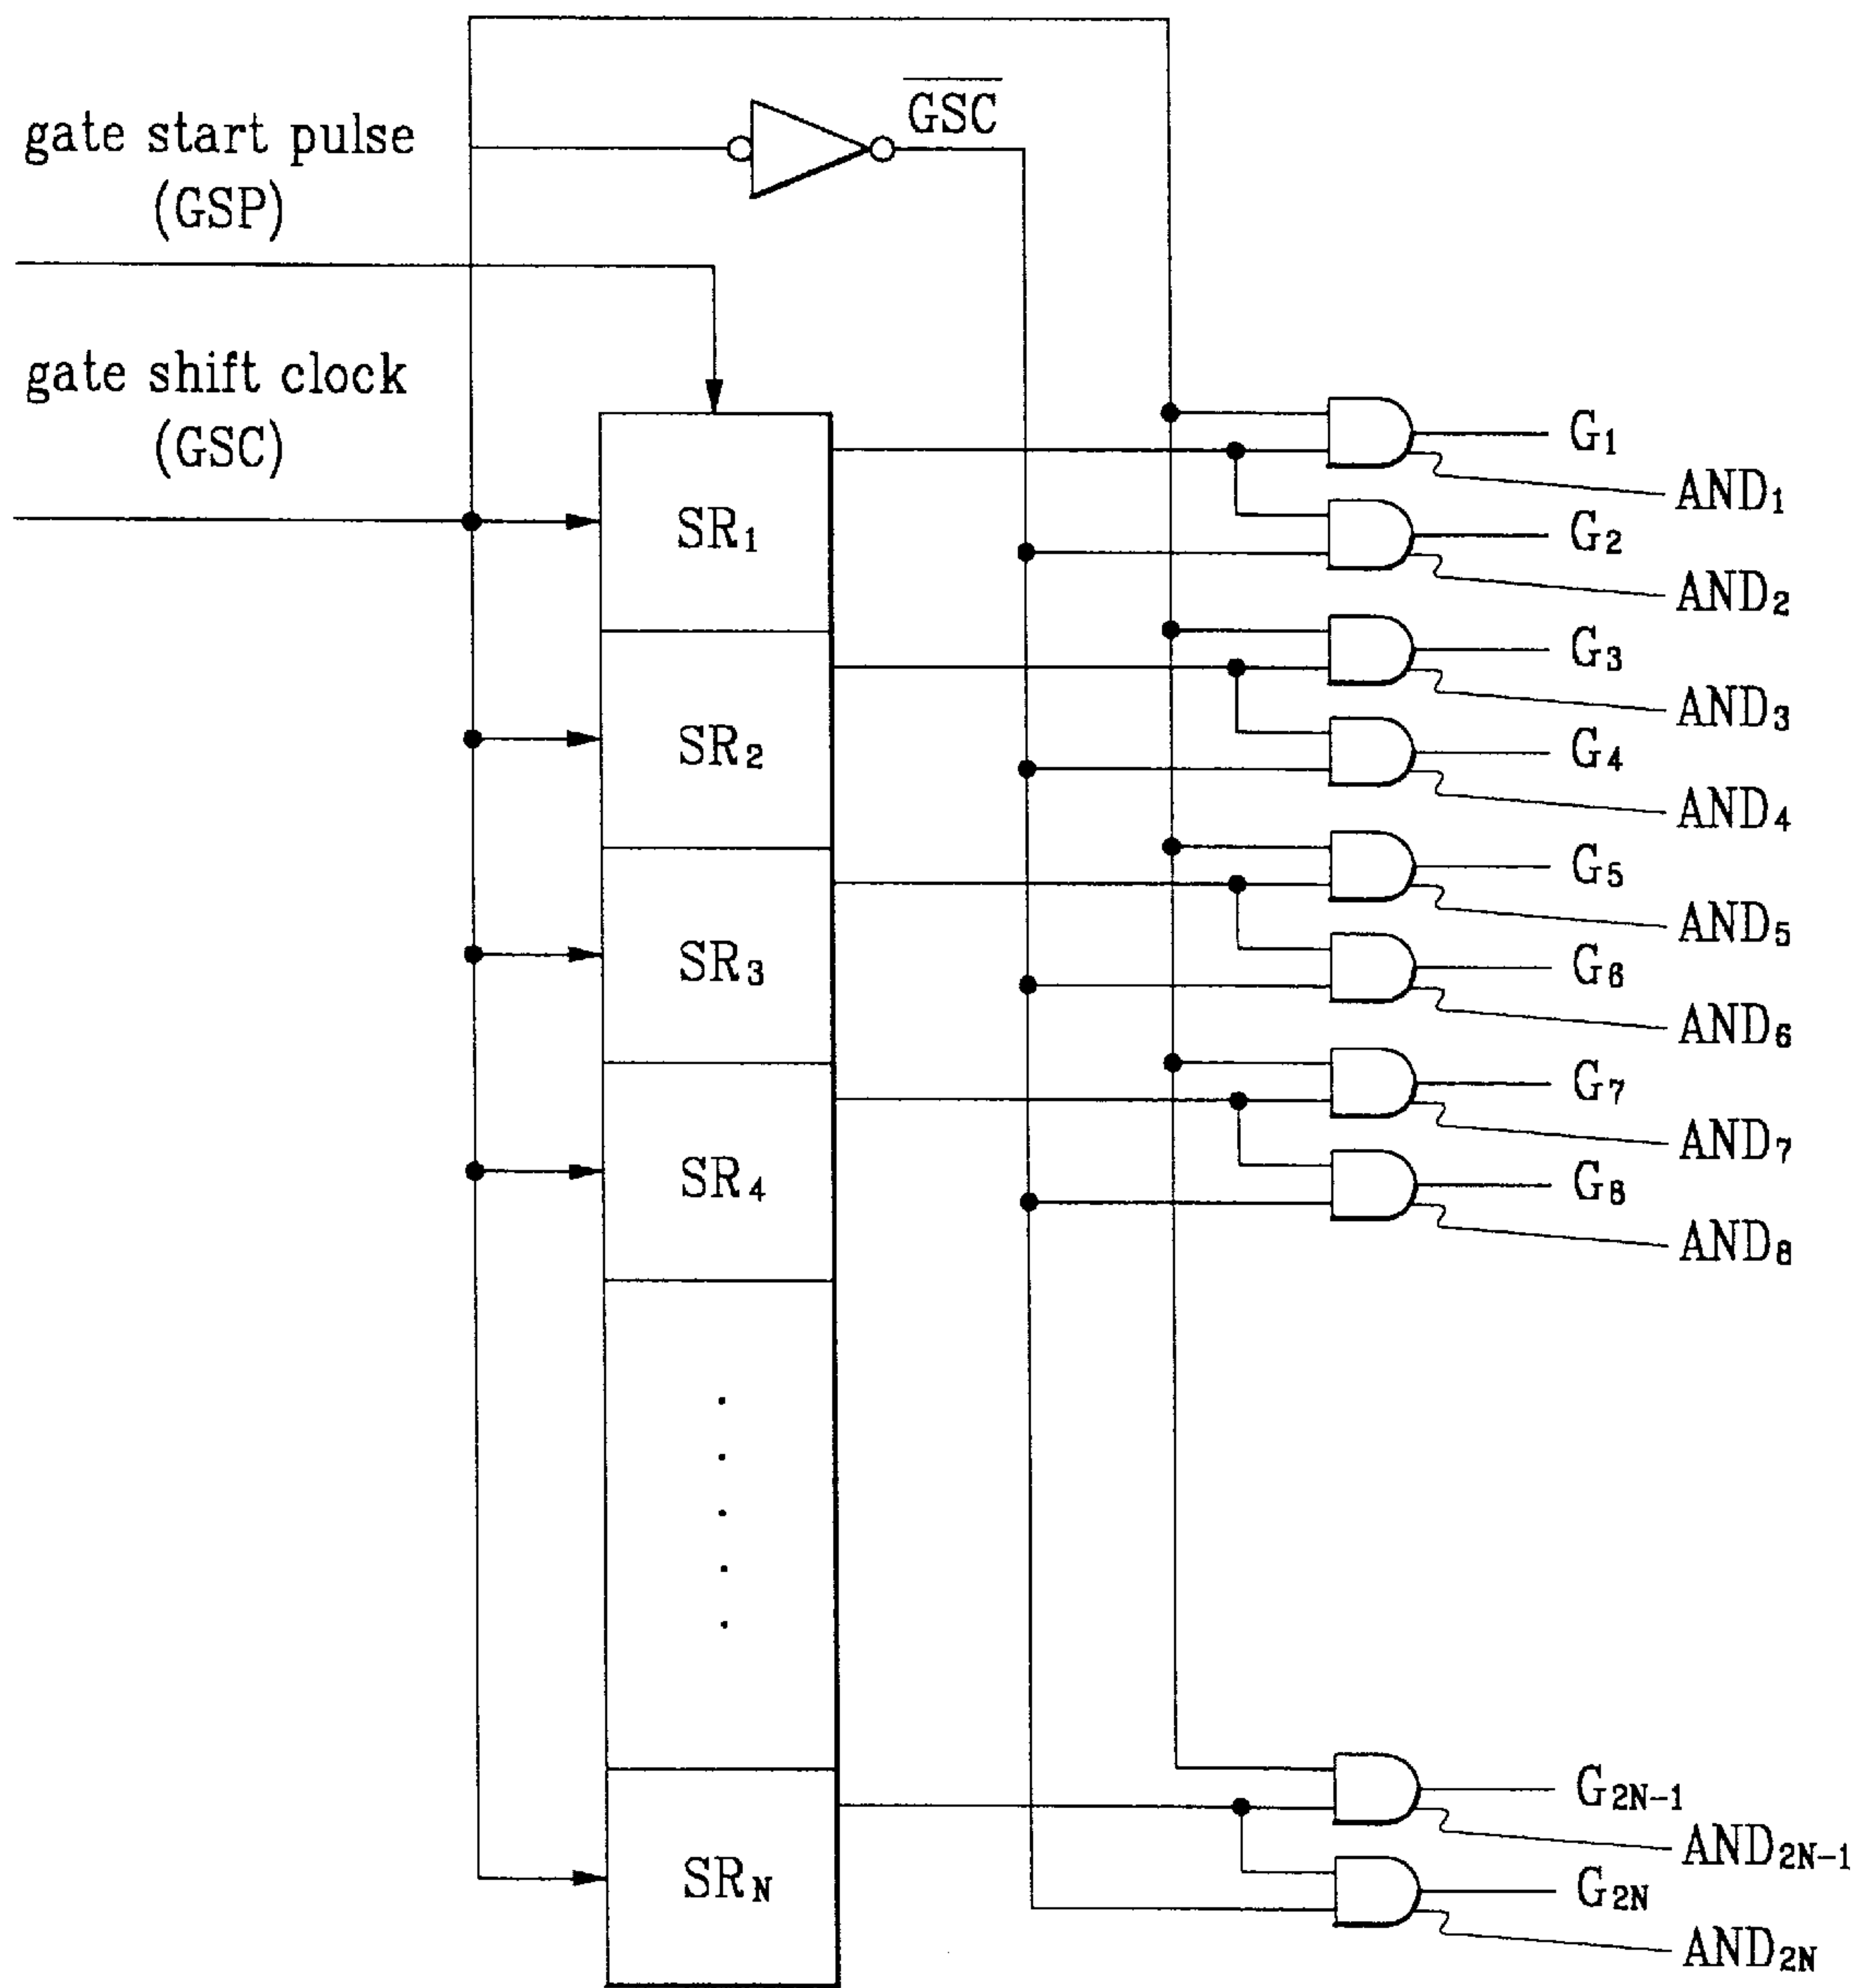 GSC
gate start pulse
(GSP)
gate shift clock
(GSC)
SR1
SR2
SR3
SR4
SRN
G1
AND1
G2
AND2
G3
AND3
G4
AND4
G5
AND5
G6
AND6
G7
AND7
G8
AND8
G2N-1
AND2N-1
G2N
AND2N